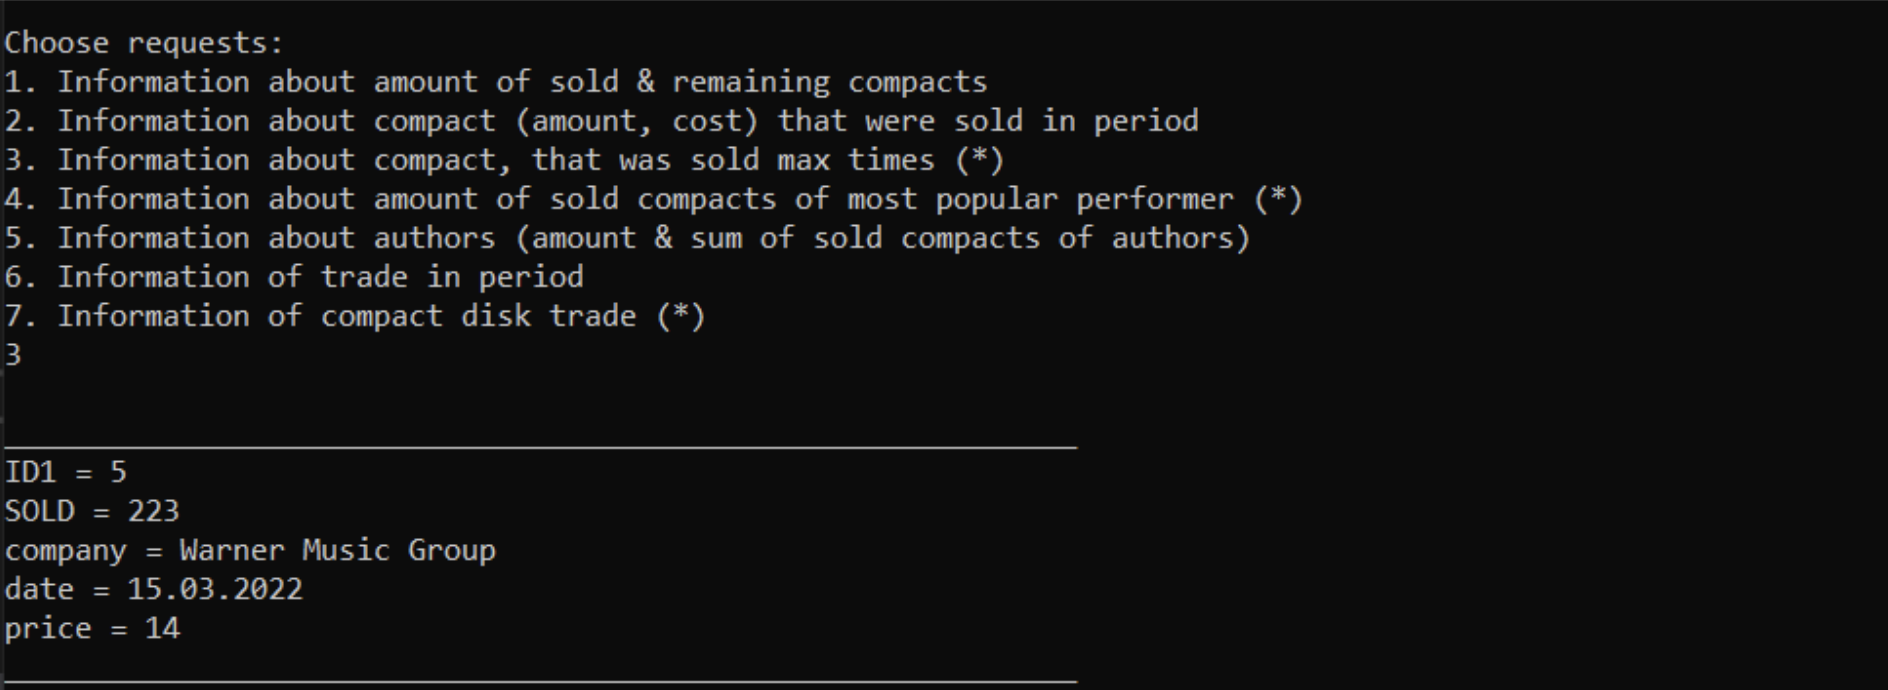 Choose requests:
1. Information about amount of sold & remaining compacts
2. Information about compact (amount, cost) that were sold in period
3. Information about compact, that was sold max times (*)
4. Information about amount of sold compacts of most popular performer (*)
5. Information about authors (amount & sum of sold compacts of authors)
6. Information of trade in period
7. Information of compact disk trade (*)
3
ID1 = 5
SOLD = 223
company = Warner Music Group
date = 15.03.2022
price = 14